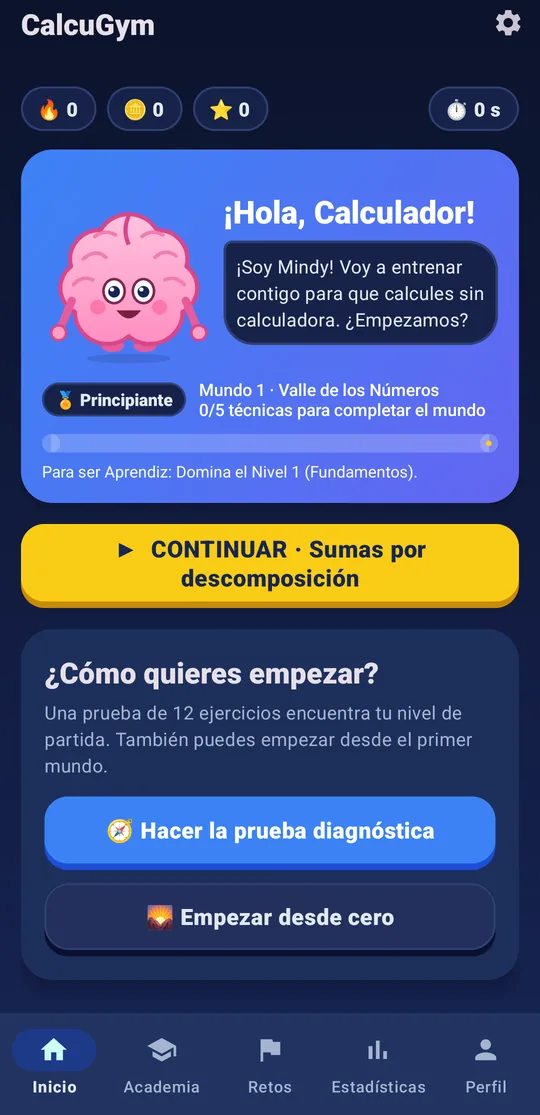 CalcuGym
🔥 0
🪙 0
⭐ 0
⏱️ 0 s
¡Hola, Calculador!
¡Soy Mindy! Voy a entrenar
contigo para que calcules sin
calculadora. ¿Empezamos?
🏅 Principiante
Mundo 1 · Valle de los Números
0/5 técnicas para completar el mundo
Para ser Aprendiz: Domina el Nivel 1 (Fundamentos).
► CONTINUAR · Sumas por
descomposición
¿Cómo quieres empezar?
Una prueba de 12 ejercicios encuentra tu nivel de
partida. También puedes empezar desde el primer
mundo.
🧭 Hacer la prueba diagnóstica
🌄 Empezar desde cero
Inicio
Academia
Retos
Estadísticas
Perfil